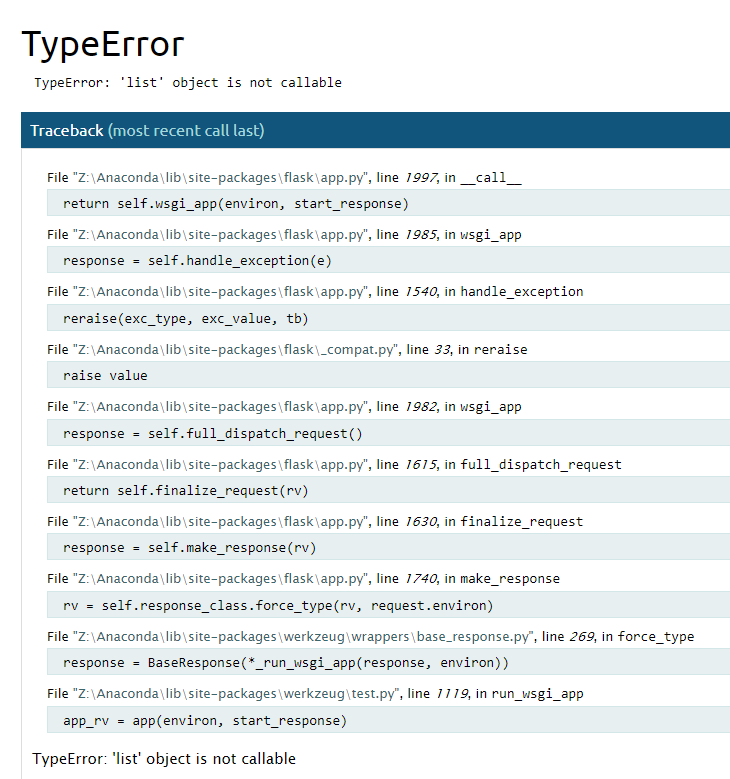 TypeError
TypeError: 'list' object is not callable
Traceback (most recent call last)
File "Z:\Anaconda\lib\site-packages\flask\app.py", line 1997, in __call__
return self.wsgi_app(environ, start_response)
File "Z:\Anaconda\lib\site-packages\flask\app.py", line 1985, in wsgi_app
response = self.handle_exception(e)
File "Z:\Anaconda\lib\site-packages\flask\app.py", line 1540, in handle_exception
reraise(exc_type, exc_value, tb)
File "Z:\Anaconda\lib\site-packages\flask\_compat.py", line 33, in reraise
raise value
File "Z:\Anaconda\lib\site-packages\flask\app.py", line 1982, in wsgi_app
response = self.full_dispatch_request()
File "Z:\Anaconda\lib\site-packages\flask\app.py", line 1615, in full_dispatch_request
return self.finalize_request(rv)
File "Z:\Anaconda\lib\site-packages\flask\app.py", line 1630, in finalize_request
response = self.make_response(rv)
File "Z:\Anaconda\lib\site-packages\flask\app.py", line 1740, in make_response
rv = self.response_class.force_type(rv, request.environ)
File "Z:\Anaconda\lib\site-packages\werkzeug\wrappers\base_response.py", line 269, in force_type
response = BaseResponse(*_run_wsgi_app(response, environ))
File "Z:\Anaconda\lib\site-packages\werkzeug\test.py", line 1119, in run_wsgi_app
app_rv = app(environ, start_response)
TypeError: 'list' object is not callable